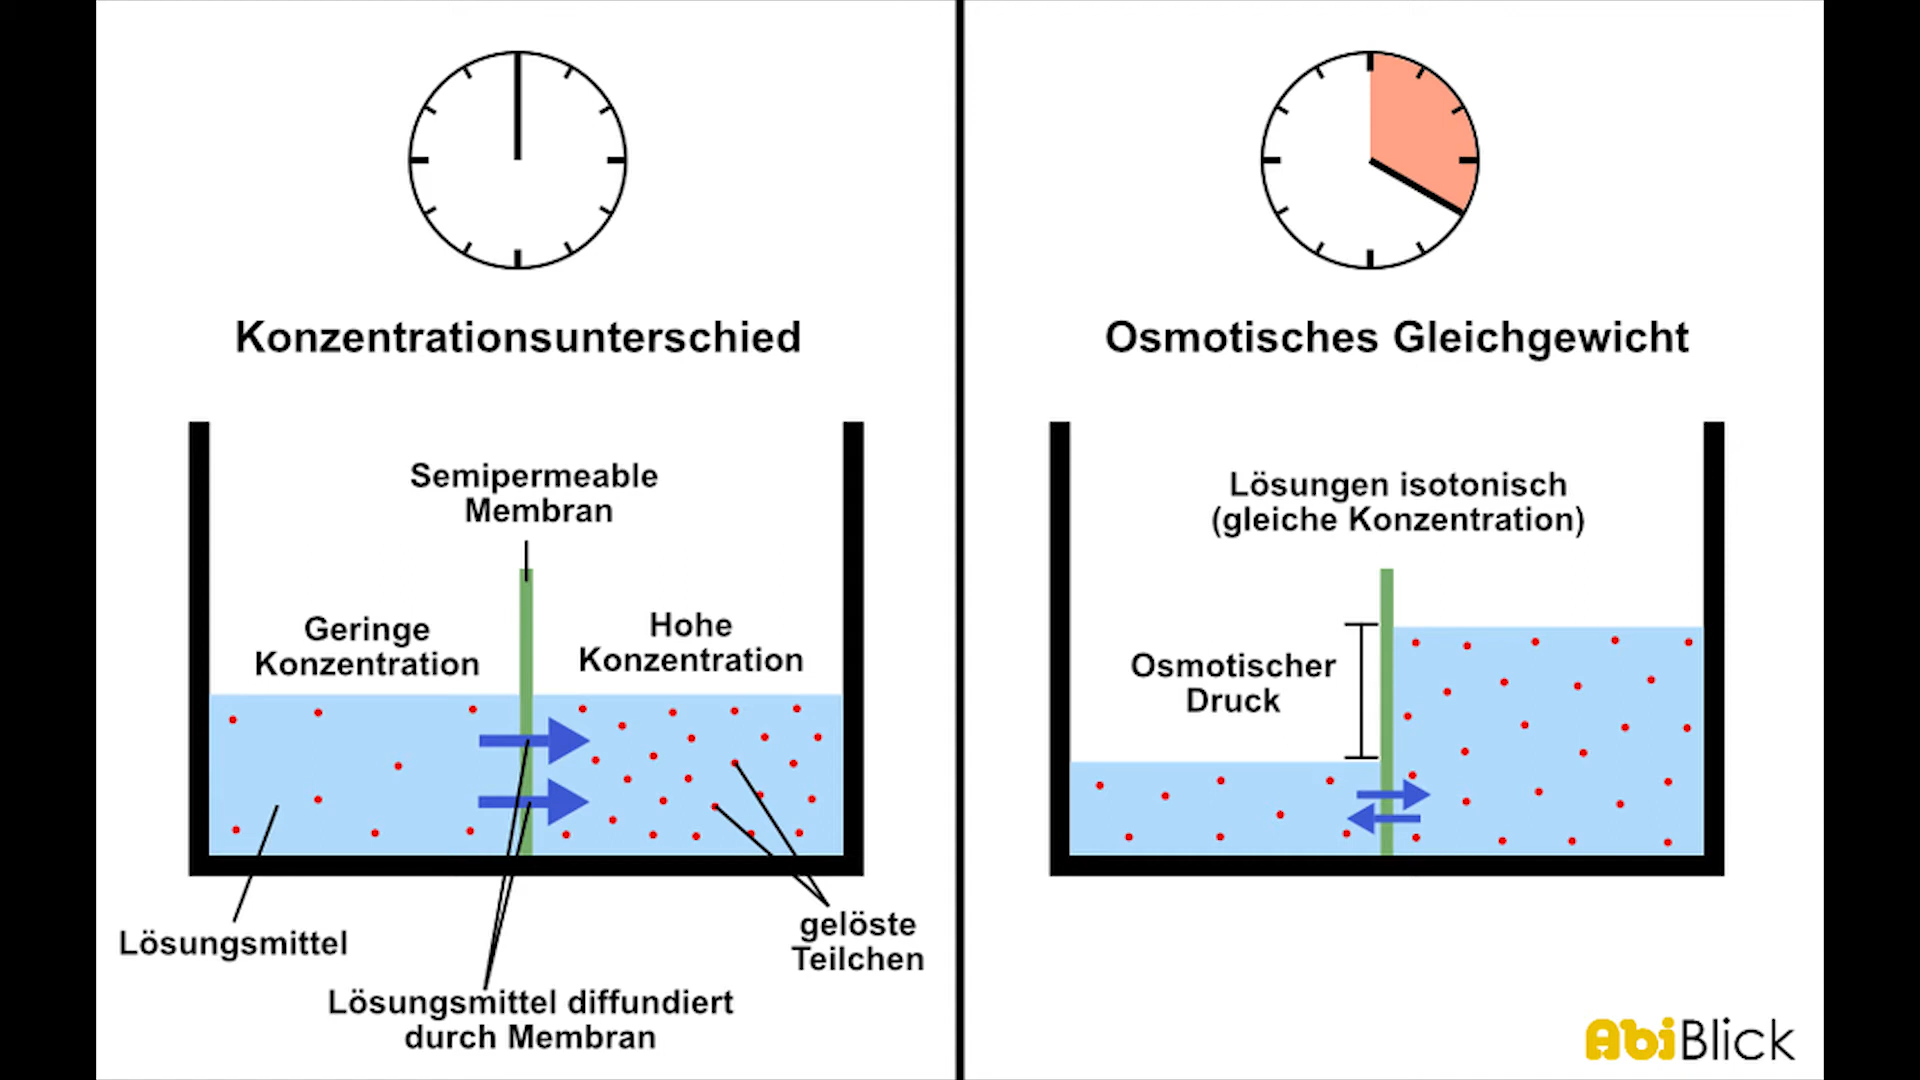 Konzentrationsunterschied
Semipermeable
Membran
Geringe
Konzentration
Hohe
Konzentration
Lösungsmittel
gelöste
Teilchen
Lösungsmittel diffundiert
durch Membran
Osmotisches Gleichgewicht
Lösungen isotonisch
(gleiche Konzentration)
Osmotischer
Druck
AbiBlick